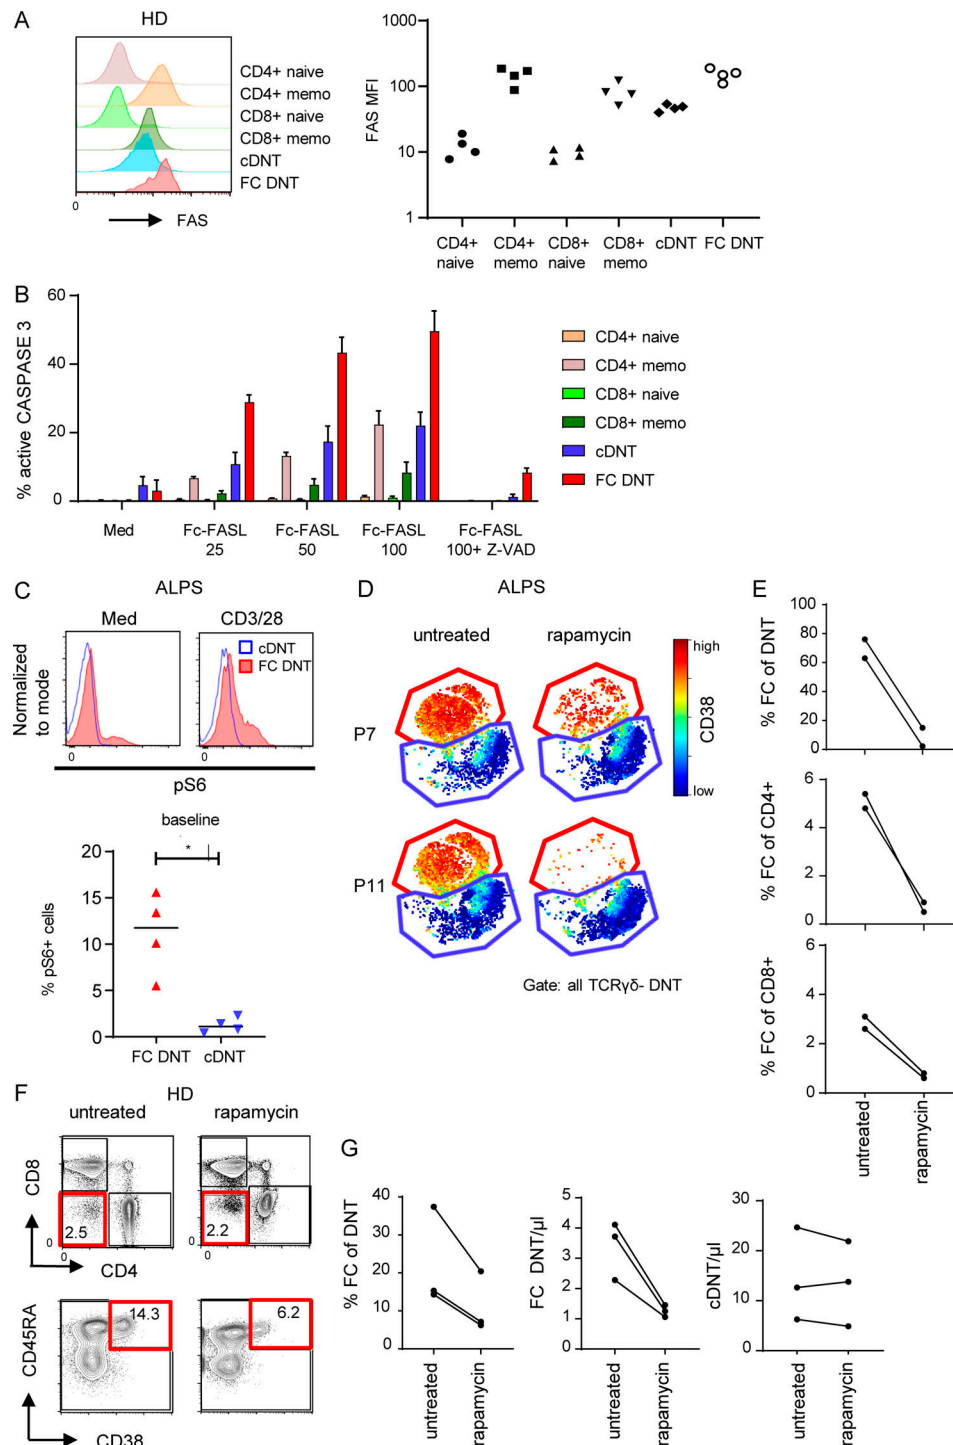 A
HD
CD4+ naive
CD4+ memo
CD8+ naive
CD8+ memo
cDNT
FC DNT
FAS
FAS MFI
1000
100
10
1
CD4+ naive
CD4+ memo
CD8+ naive
CD8+ memo
cDNT
FC DNT
B
% active CASPASE 3
60
40
20
0
Med
Fc-FASL 25
Fc-FASL 50
Fc-FASL 100
Fc-FASL 100+ Z-VAD
CD4+ naive
CD4+ memo
CD8+ naive
CD8+ memo
cDNT
FC DNT
C
ALPS
Med
CD3/28
Normalized to mode
cDNT
FC DNT
0
0
pS6
baseline
*
% pS6+ cells
20
15
10
5
0
FC DNT
cDNT
D
ALPS
untreated
rapamycin
P7
P11
high
CD38
low
Gate: all TCRγδ- DNT
E
% FC of DNT
100
80
60
40
20
0
% FC of CD4+
6
4
2
0
% FC of CD8+
6
4
2
0
untreated
rapamycin
F
HD
untreated
rapamycin
CD8
2.5
2.2
0
0
0
0
CD4
CD45RA
14.3
6.2
CD38
G
% FC of DNT
40
30
20
10
0
untreated
rapamycin
FC DNT/µl
5
4
3
2
1
0
untreated
rapamycin
cDNT/µl
30
20
10
0
untreated
rapamycin